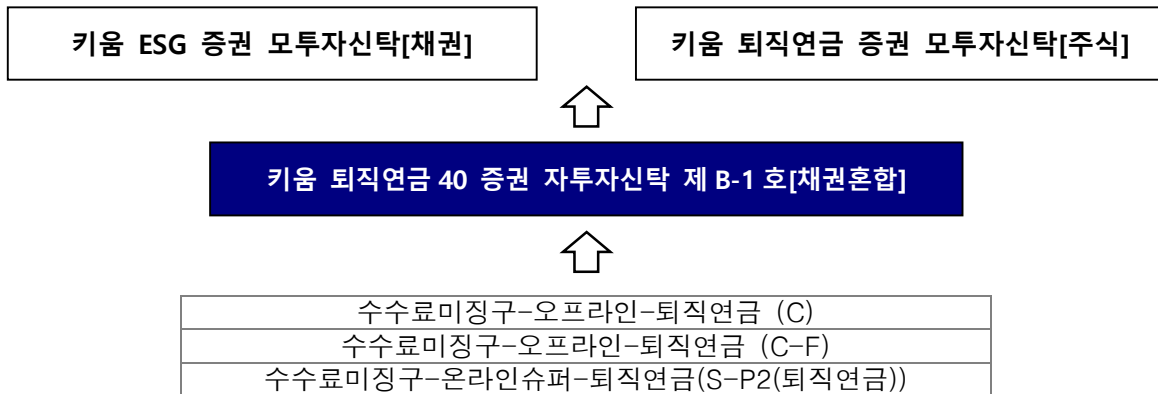 키움 ESG 증권 모투자신탁[채권]
키움 퇴직연금 증권 모투자신탁[주식]
키움 퇴직연금 40 증권 자투자신탁 제 B-1 호[채권혼합]
수수료미징구-오프라인-퇴직연금 (C)
수수료미징구-오프라인-퇴직연금 (C-F)
수수료미징구-온라인슈퍼-퇴직연금(S-P2(퇴직연금))